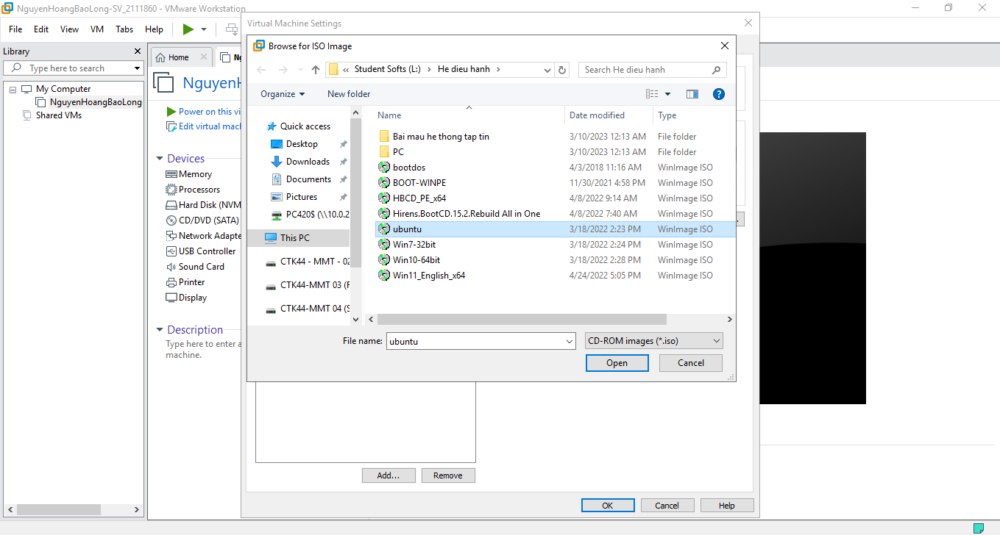 NguyenHoangBaoLong-SV_2111860 - VMware Workstation
File Edit View VM Tabs Help
Library
Type here to search
My Computer
NguyenHoangBaoLong
Shared VMs
Home
Ng
NguyenH
Power on this vi
Edit virtual mach
Devices
Memory
Processors
Hard Disk (NVM
CD/DVD (SATA)
Network Adapte
USB Controller
Sound Card
Printer
Display
Description
Type here to enter a
machine.
Virtual Machine Settings
Browse for ISO Image
« Student Softs (L:) > He dieu hanh >
Search He dieu hanh
Organize New folder
Quick access
Desktop
Downloads
Documents
Pictures
PC420$ (\\10.0.2
This PC
CTK44 - MMT - 02
CTK44-MMT 03 (F
CTK44-MMT 04 (S
Name Date modified Type
Bai mau he thong tap tin 3/10/2023 12:13 AM File folder
PC 3/10/2023 12:13 AM File folder
bootdos 4/3/2018 11:16 AM WinImage ISO
BOOT-WINPE 11/30/2021 4:58 PM WinImage ISO
HBCD_PE_x64 4/8/2022 9:14 AM WinImage ISO
Hirens.BootCD.15.2.Rebuild All in One 4/8/2022 7:40 AM WinImage ISO
ubuntu 3/18/2022 2:23 PM WinImage ISO
Win7-32bit 3/18/2022 2:24 PM WinImage ISO
Win10-64bit 3/18/2022 2:28 PM WinImage ISO
Win11_English_x64 4/24/2022 5:05 PM WinImage ISO
File name: ubuntu CD-ROM images (*.iso)
Open Cancel
Add... Remove
OK Cancel Help